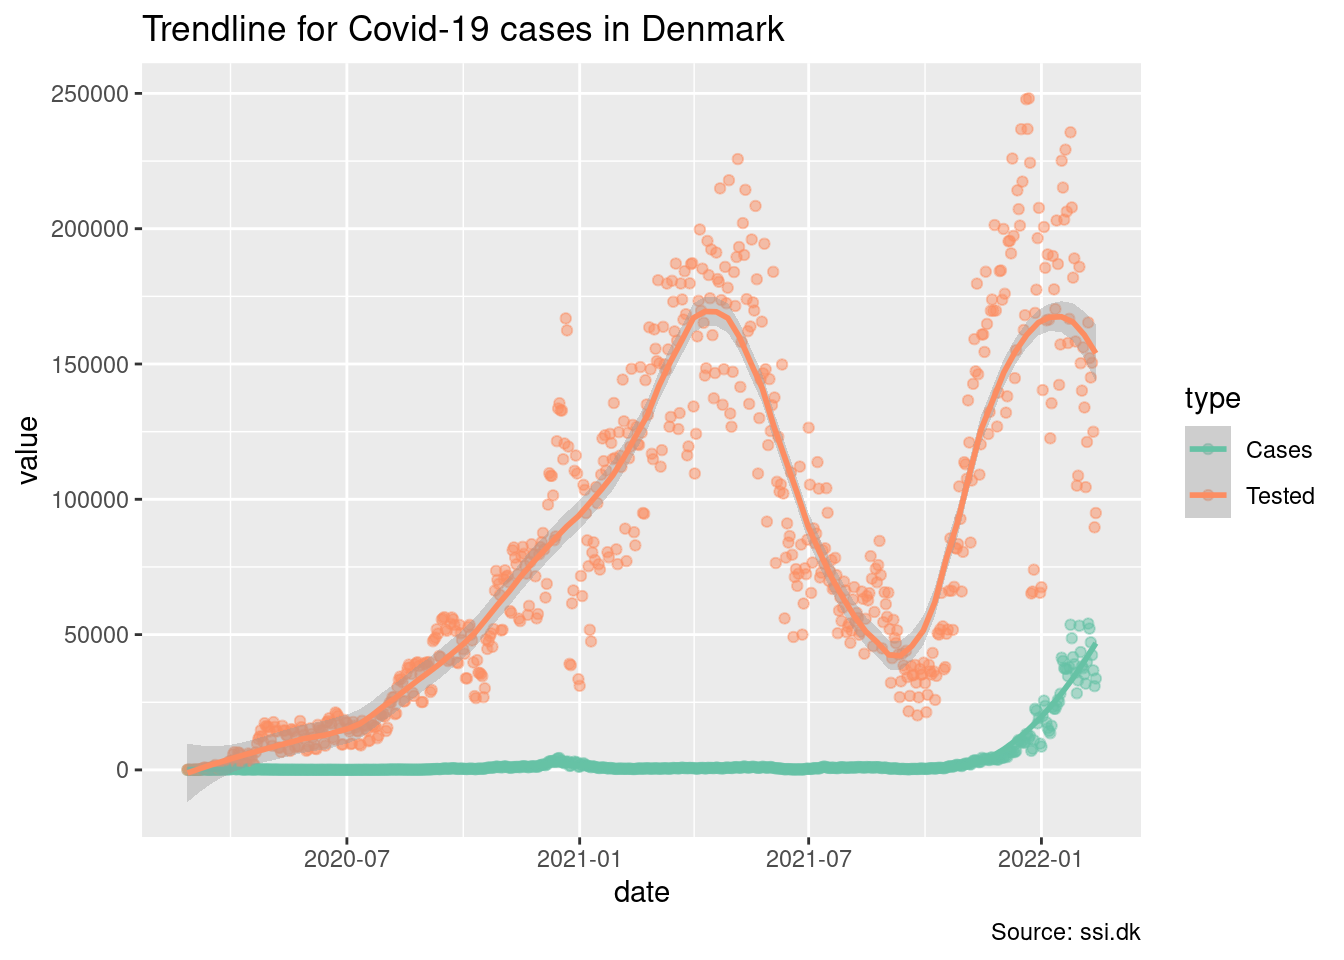 Trendline for Covid-19 cases in Denmark
250000
200000
150000
100000
50000
0
value
2020-07
2021-01
2021-07
2022-01
date
type
Cases
Tested
Source: ssi.dk